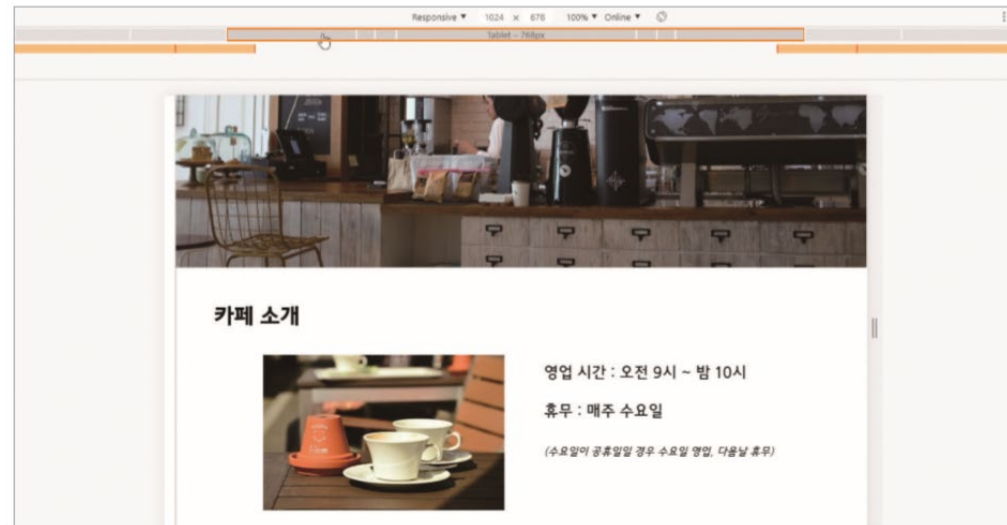 Responsive ▼ 1024 × 678 100% ▼ Online ▼
Tablet – 768px
카페 소개
영업 시간 : 오전 9시 ~ 밤 10시
휴무 : 매주 수요일
(수요일이 공휴일일 경우 수요일 영업, 다음날 휴무)